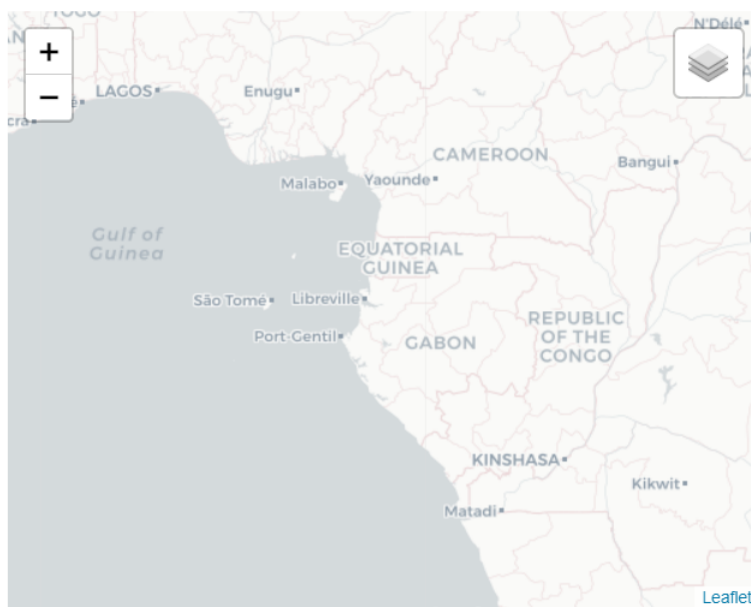 TOGO
N'Délé
+
−
LAGOS
Enugu
CAMEROON
Bangui
Malabo
Yaounde
Gulf of
Guinea
EQUATORIAL
GUINEA
São Tomé
Libreville
REPUBLIC
OF THE
CONGO
Port-Gentil
GABON
KINSHASA
Kikwit
Matadi
Leaflet